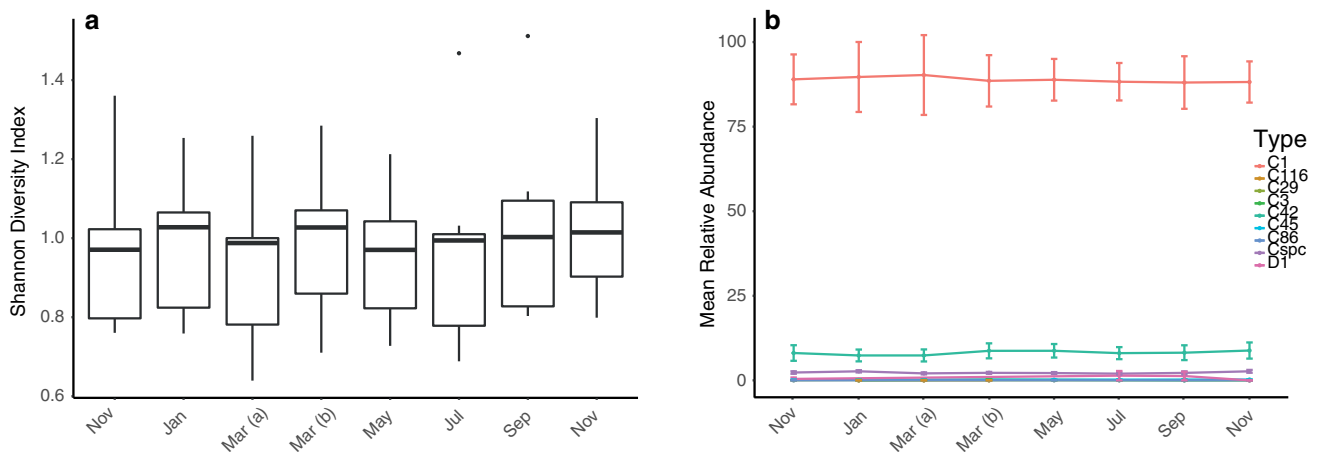 a
Shannon Diversity Index
1.4
1.2
1.0
0.8
0.6
Nov
Jan
Mar (a)
Mar (b)
May
Jul
Sep
Nov
b
Mean Relative Abundance
100
75
50
25
0
Nov
Jan
Mar (a)
Mar (b)
May
Jul
Sep
Nov
Type
C1
C116
C29
C3
C42
C45
C86
Cspc
D1